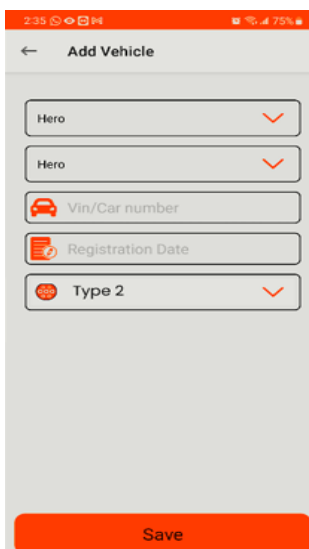 2:35 75%
Add Vehicle
Hero
Hero
Vin/Car number
Registration Date
Type 2
Save